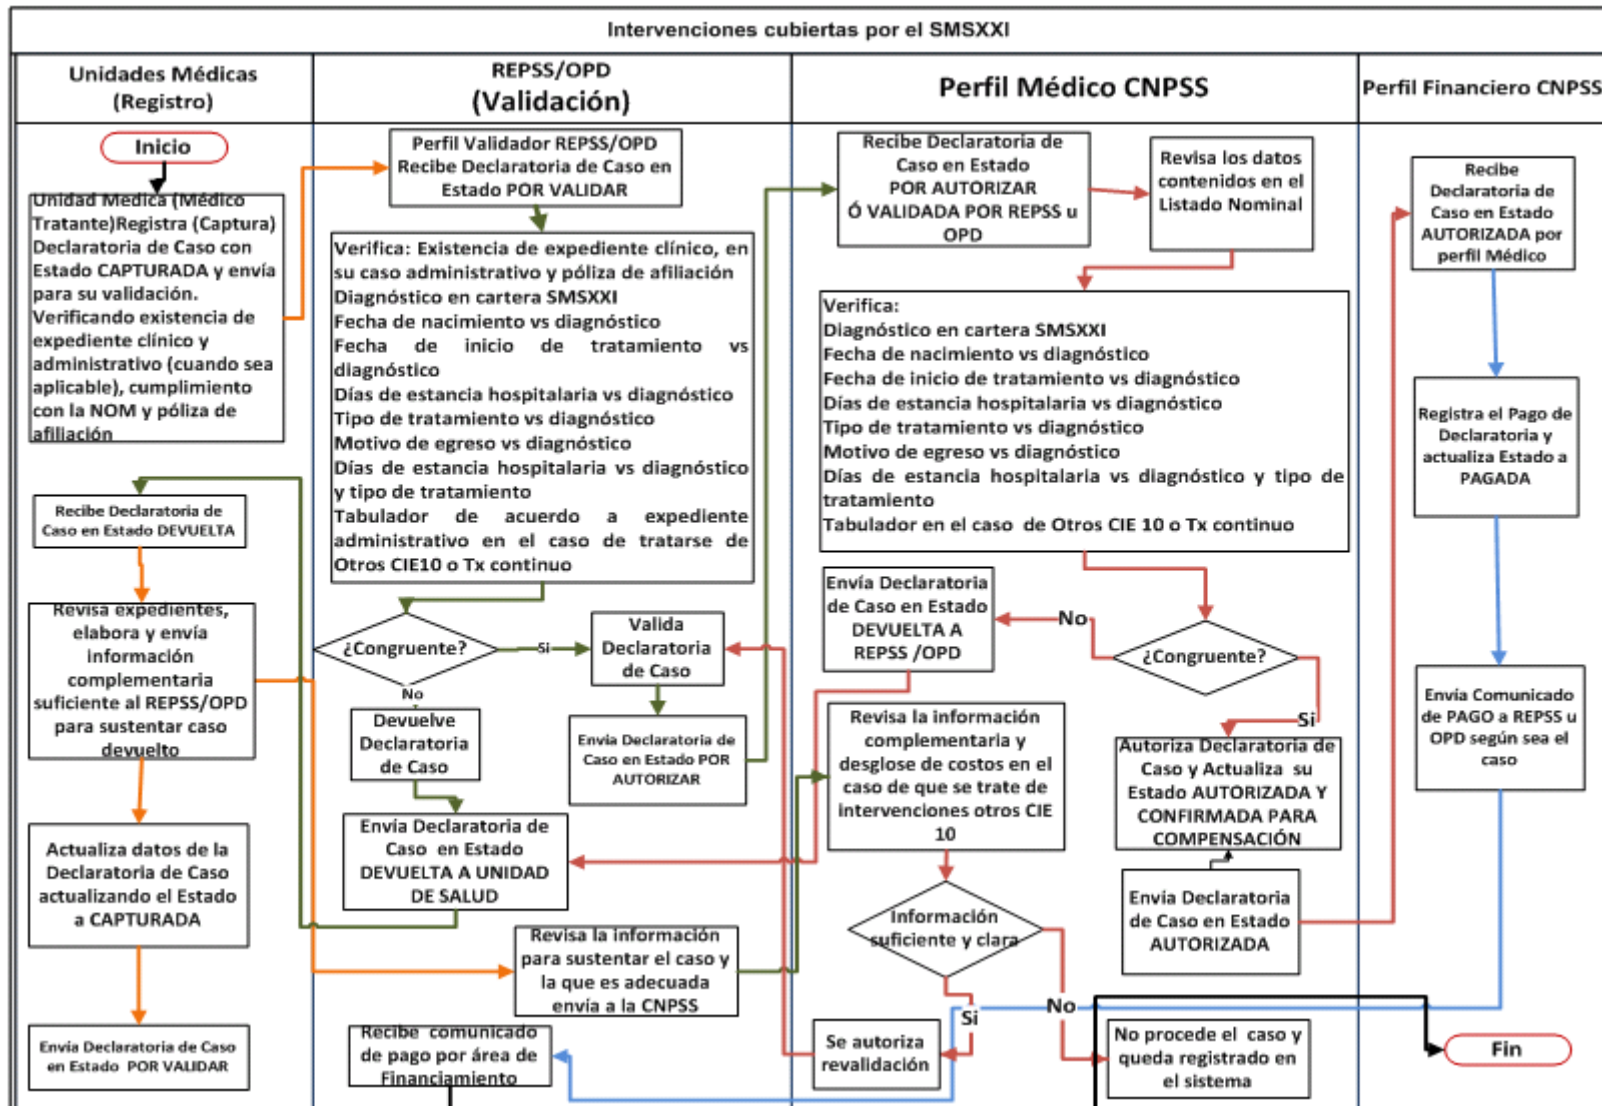 Intervenciones cubiertas por el SMSXXI
Unidades Médicas
(Registro)
REPSS/OPD
(Validación)
Perfil Médico CNPSS
Perfil Financiero CNPSS
Inicio
Unidad Medica (Médico
Tratante)Registra (Captura)
Declaratoria de Caso con
Estado CAPTURADA y envía
para su validación.
Verificando existencia de
expediente clínico y
administrativo (cuando sea
aplicable), cumplimiento
con la NOM y póliza de
afiliación
Recibe Declaratoria de
Caso en Estado DEVUELTA
Revisa expedientes,
elabora y envía
información
complementaria
suficiente al REPSS/OPD
para sustentar caso
devuelto
Actualiza datos de la
Declaratoria de Caso
actualizando el Estado
a CAPTURADA
Envía Declaratoria de Caso
en Estado POR VALIDAR
Perfil Validador REPSS/OPD
Recibe Declaratoria de Caso en
Estado POR VALIDAR
Verifica: Existencia de expediente clínico, en
su caso administrativo y póliza de afiliación
Diagnóstico en cartera SMSXXI
Fecha de nacimiento vs diagnóstico
Fecha de inicio de tratamiento vs
diagnóstico
Días de estancia hospitalaria vs diagnóstico
Tipo de tratamiento vs diagnóstico
Motivo de egreso vs diagnóstico
Días de estancia hospitalaria vs diagnóstico
y tipo de tratamiento
Tabulador de acuerdo a expediente
administrativo en el caso de tratarse de
Otros CIE10 o Tx continuo
¿Congruente?
Si
No
Valida
Declaratoria
de Caso
Devuelve
Declaratoria
de Caso
Envía Declaratoria de
Caso en Estado POR
AUTORIZAR
Envía Declaratoria de
Caso en Estado
DEVUELTA A UNIDAD
DE SALUD
Revisa la información
para sustentar el caso y
la que es adecuada
envía a la CNPSS
Recibe comunicado
de pago por área de
Financiamiento
Recibe Declaratoria de
Caso en Estado
POR AUTORIZAR
Ó VALIDADA POR REPSS u
OPD
Revisa los datos
contenidos en el
Listado Nominal
Verifica:
Diagnóstico en cartera SMSXXI
Fecha de nacimiento vs diagnóstico
Fecha de inicio de tratamiento vs diagnóstico
Días de estancia hospitalaria vs diagnóstico
Tipo de tratamiento vs diagnóstico
Motivo de egreso vs diagnóstico
Días de estancia hospitalaria vs diagnóstico y tipo de
tratamiento
Tabulador en el caso de Otros CIE 10 o Tx continuo
Envía Declaratoria
de Caso en Estado
DEVUELTA A
REPSS /OPD
No
¿Congruente?
Si
Revisa la información
complementaria y
desglose de costos en el
caso de que se trate de
intervenciones otros CIE
10
Autoriza Declaratoria de
Caso y Actualiza su
Estado AUTORIZADA Y
CONFIRMADA PARA
COMPENSACIÓN
Envia Declaratoria
de Caso en Estado
AUTORIZADA
Información
suficiente y clara
Si
No
Se autoriza
revalidación
No procede el caso y
queda registrado en
el sistema
Recibe
Declaratoria de
Caso en Estado
AUTORIZADA por
perfil Médico
Registra el Pago de
Declaratoria y
actualiza Estado a
PAGADA
Envía Comunicado
de PAGO a REPSS u
OPD según sea el
caso
Fin